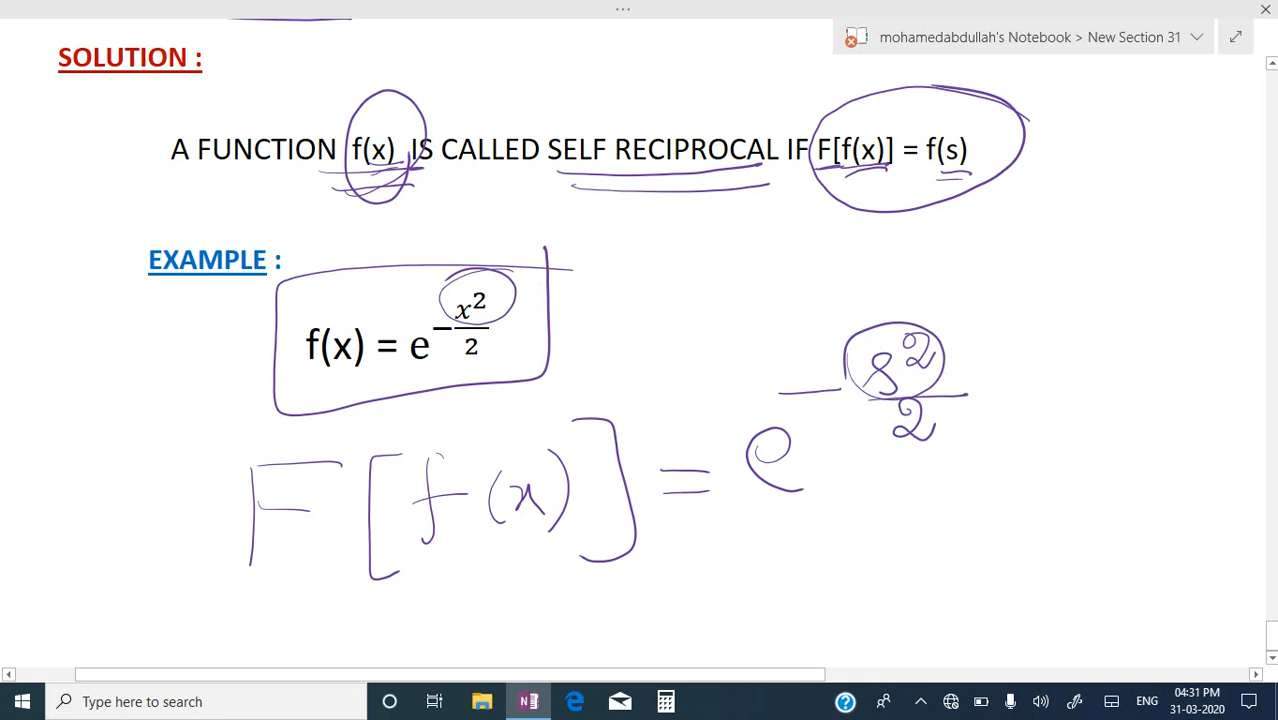 ...
mohamedabdullah's Notebook > New Section 31
SOLUTION :
A FUNCTION f(x) IS CALLED SELF RECIPROCAL IF F[f(x)] = f(s)
EXAMPLE :
f(x) = e^{-x²/2}
F[f(x)] = e^{-s²/2}
Type here to search
ENG
04:31 PM
31-03-2020